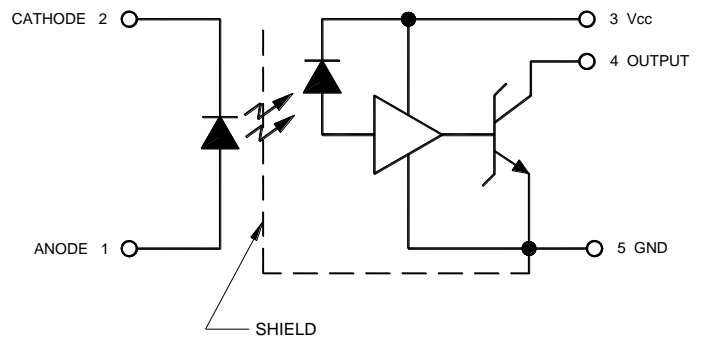 CATHODE 2
3 Vcc
4 OUTPUT
ANODE 1
5 GND
SHIELD